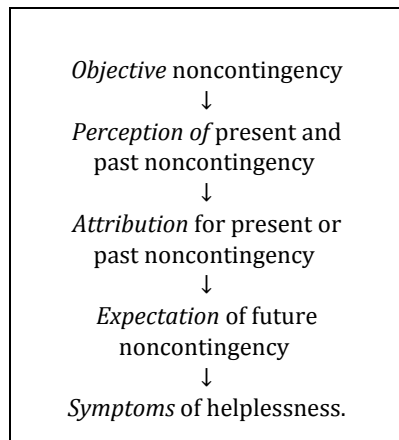 Objective noncontingency
↓
Perception of present and
past noncontingency
↓
Attribution for present or
past noncontingency
↓
Expectation of future
noncontingency
↓
Symptoms of helplessness.